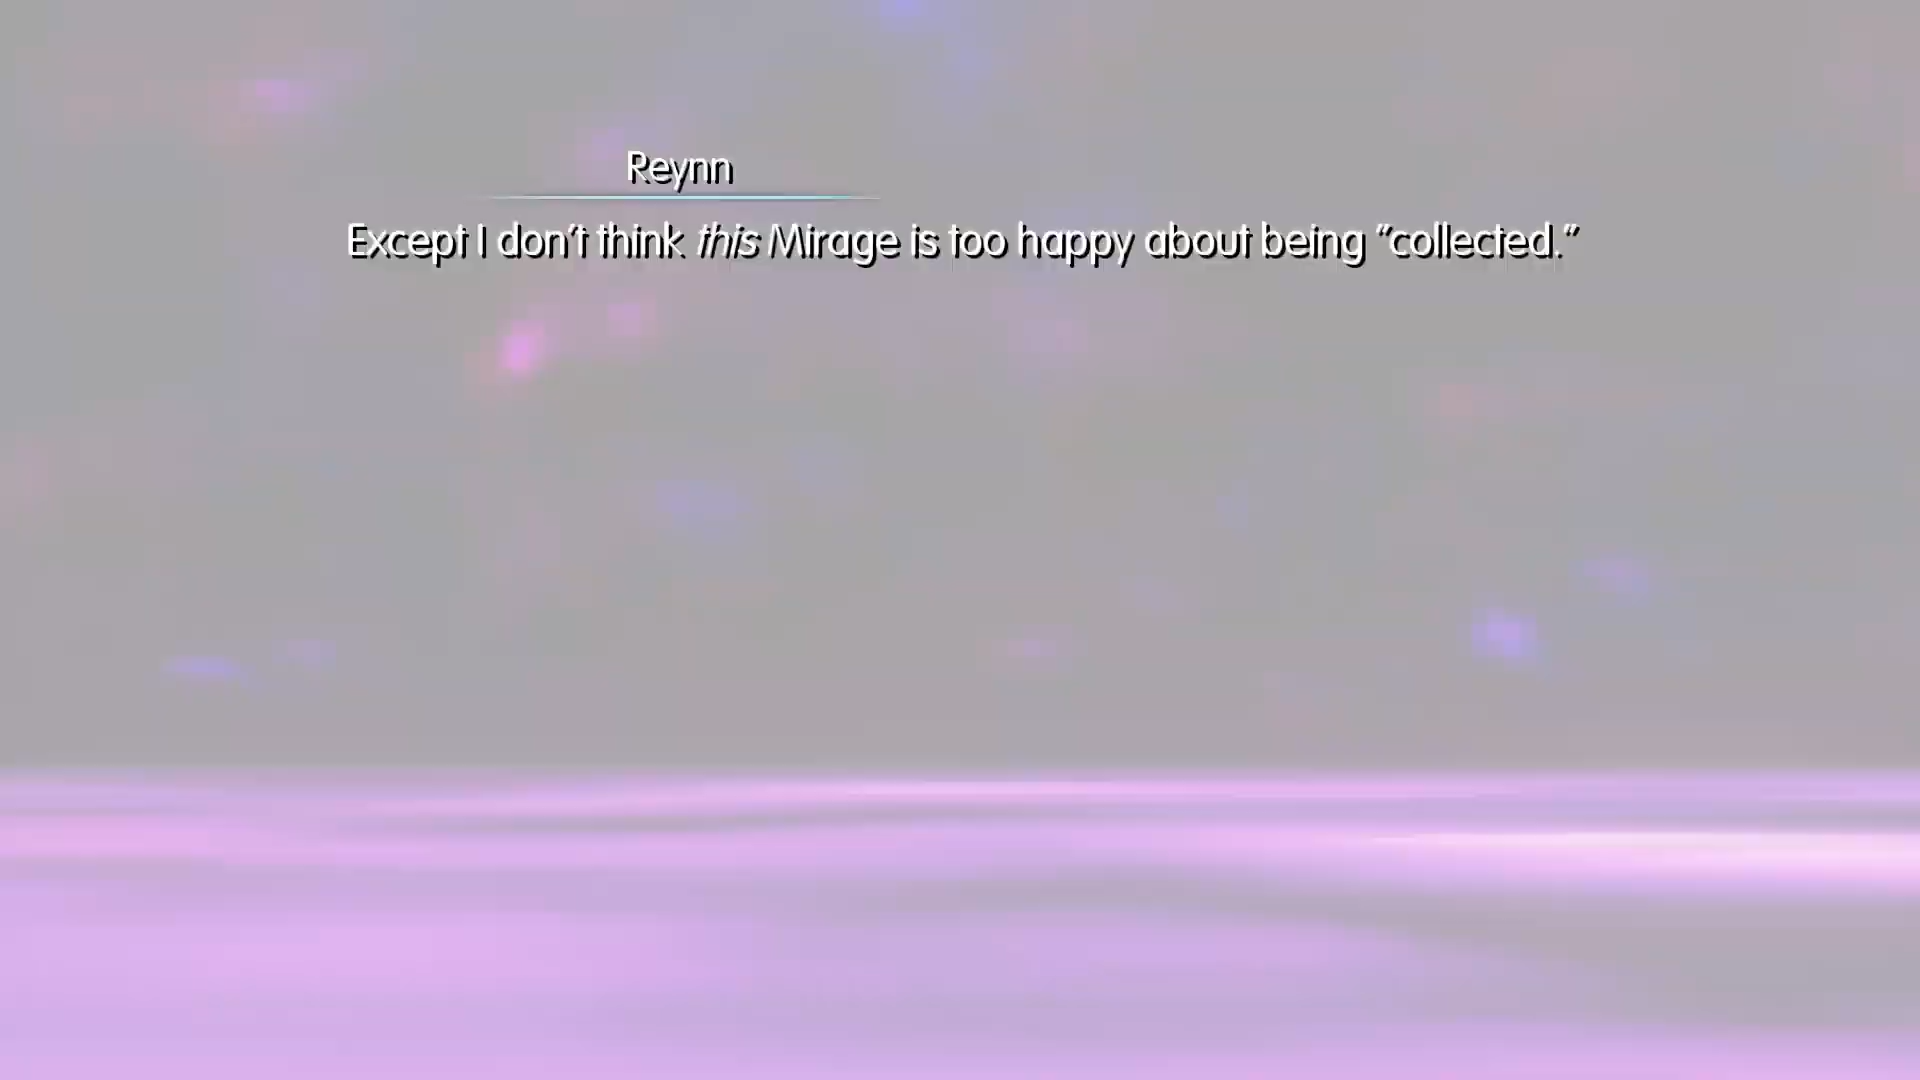 Reynn
Except I don't think this Mirage is too happy about being “collected.”